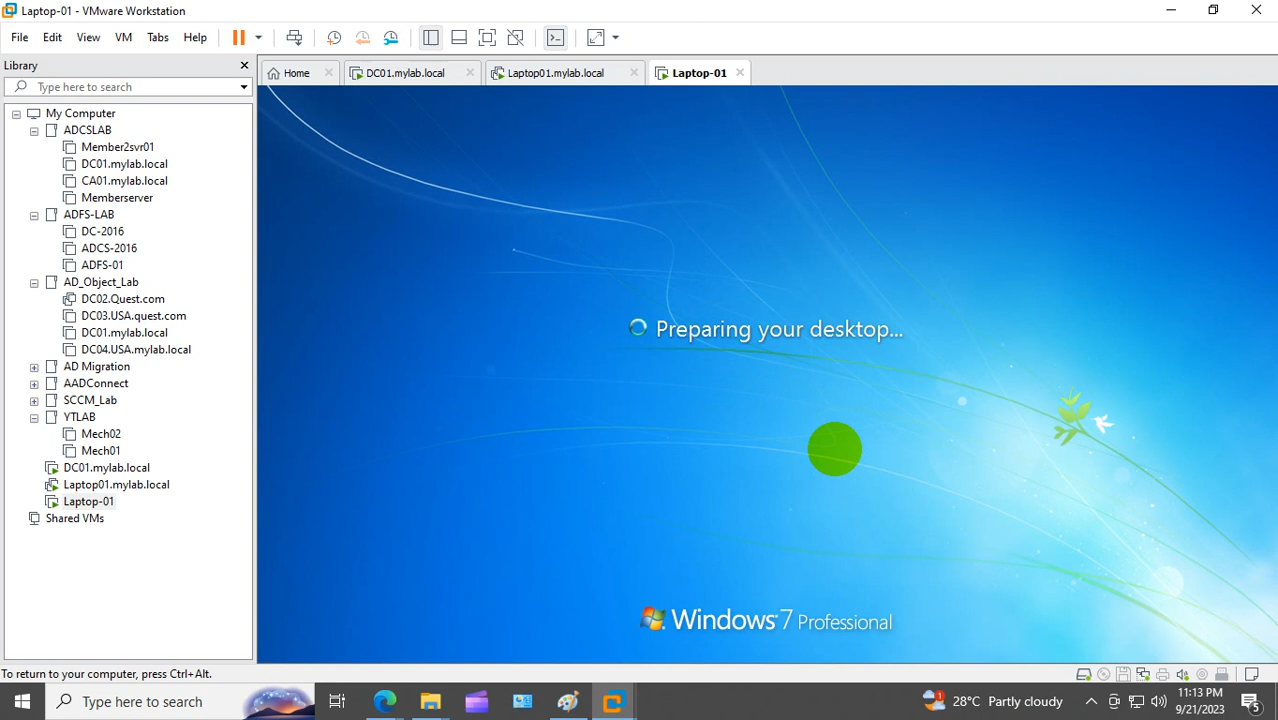 Laptop-01 - VMware Workstation
File Edit View VM Tabs Help
Library
Type here to search
My Computer
ADCSLAB
Member2svr01
DC01.mylab.local
CA01.mylab.local
Memberserver
ADFS-LAB
DC-2016
ADCS-2016
ADFS-01
AD_Object_Lab
DC02.Quest.com
DC03.USA.quest.com
DC01.mylab.local
DC04.USA.mylab.local
AD Migration
AADConnect
SCCM_Lab
YTLAB
Mech02
Mech01
DC01.mylab.local
Laptop01.mylab.local
Laptop-01
Shared VMs
Home DC01.mylab.local Laptop01.mylab.local Laptop-01
Preparing your desktop...
Windows 7 Professional
To return to your computer, press Ctrl+Alt.
Type here to search
1
28°C Partly cloudy
11:13 PM
9/21/2023
5